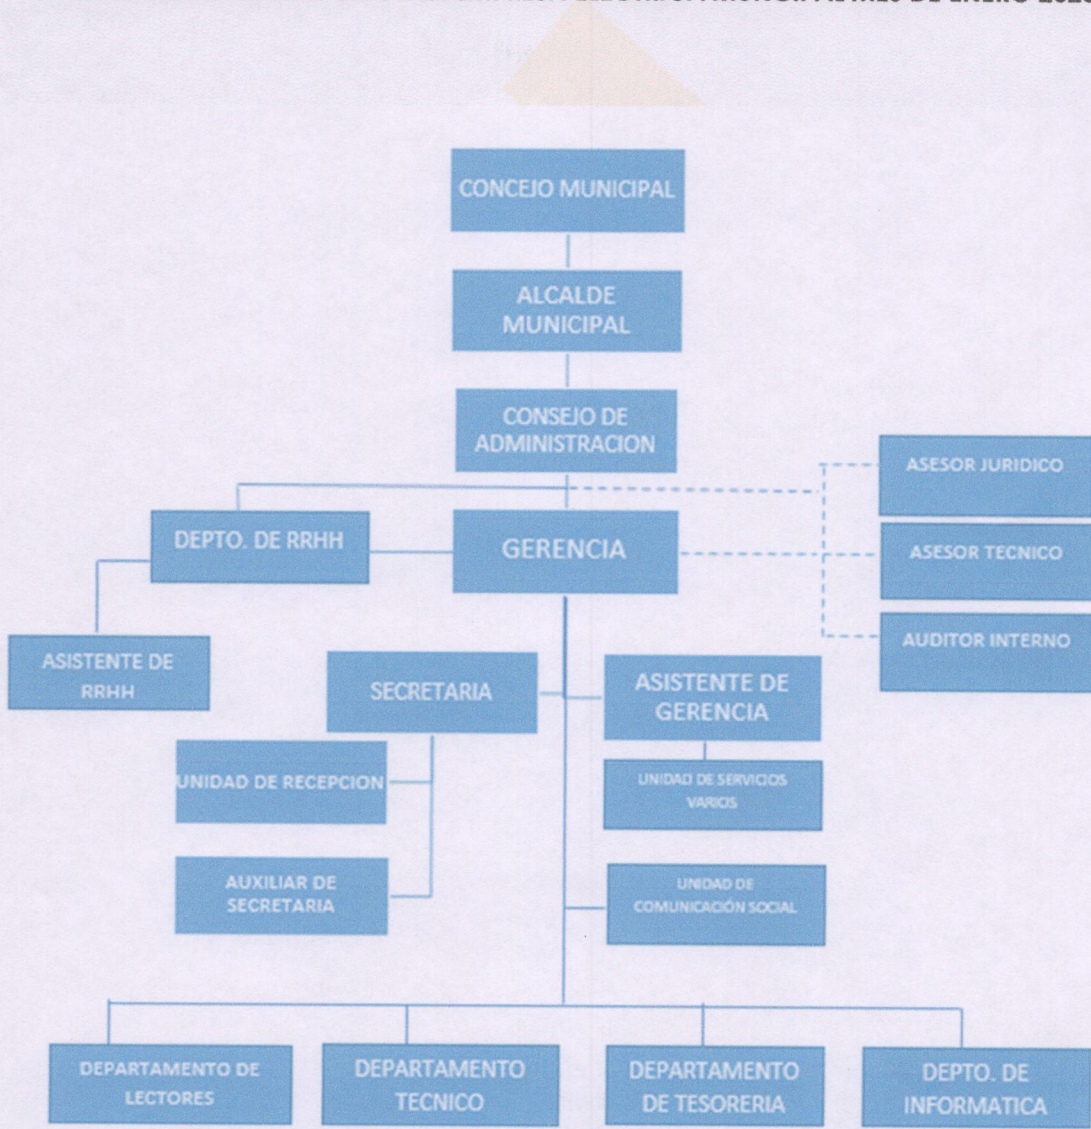 DE ENERO
CONCEJO MUNICIPAL
ALCALDE
MUNICIPAL
CONSEJO DE
ADMINISTRACION
ASESOR JURIDICO
DEPTO. DE RRHH
GERENCIA
ASESOR TECNICO
AUDITOR INTERNO
ASISTENTE DE
RRHH
SECRETARIA
ASISTENTE DE
GERENCIA
UNIDAD DE RECEPCION
UNIDAD DE SERVICIOS
VARIOS
AUXILIAR DE
SECRETARIA
UNIDAD DE
COMUNICACIÓN SOCIAL
DEPARTAMENTO DE
LECTORES
DEPARTAMENTO
TECNICO
DEPARTAMENTO
DE TESORERIA
DEPTO. DE
INFORMATICA